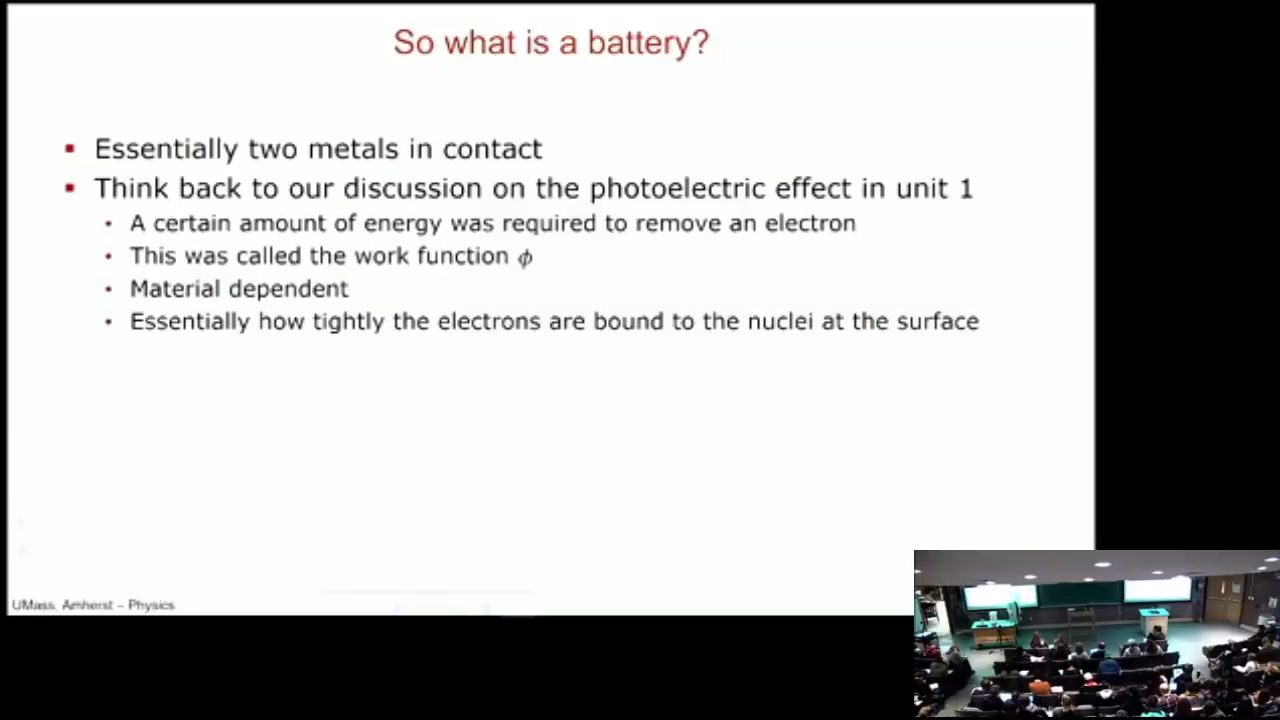 So what is a battery?
▪ Essentially two metals in contact
▪ Think back to our discussion on the photoelectric effect in unit 1
• A certain amount of energy was required to remove an electron
• This was called the work function ϕ
• Material dependent
• Essentially how tightly the electrons are bound to the nuclei at the surface
UMass, Amherst – Physics